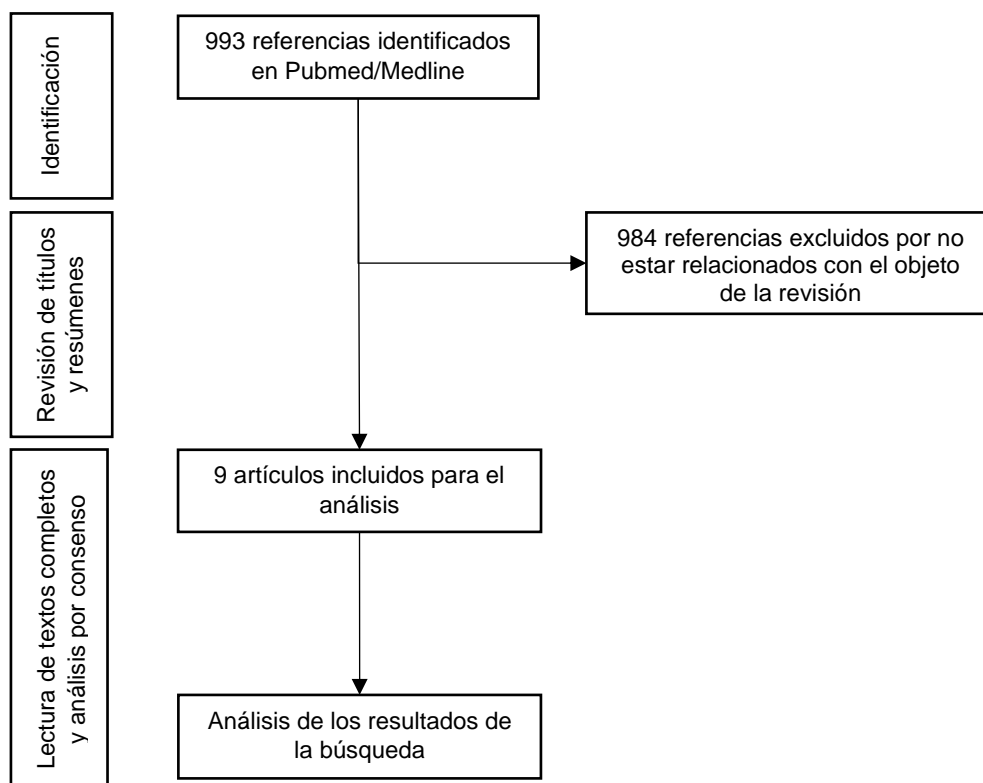 Identificación
993 referencias identificados
en Pubmed/Medline
Revisión de títulos
y resúmenes
984 referencias excluidos por no
estar relacionados con el objeto
de la revisión
Lectura de textos completos
y análisis por consenso
9 artículos incluidos para el
análisis
Análisis de los resultados de
la búsqueda